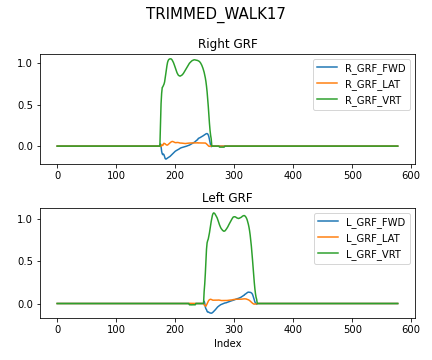 TRIMMED_WALK17
Right GRF
1.0
0.5
0.0
R_GRF_FWD
R_GRF_LAT
R_GRF_VRT
0 100 200 300 400 500 600
Left GRF
1.0
0.5
0.0
L_GRF_FWD
L_GRF_LAT
L_GRF_VRT
0 100 200 300 400 500 600
Index